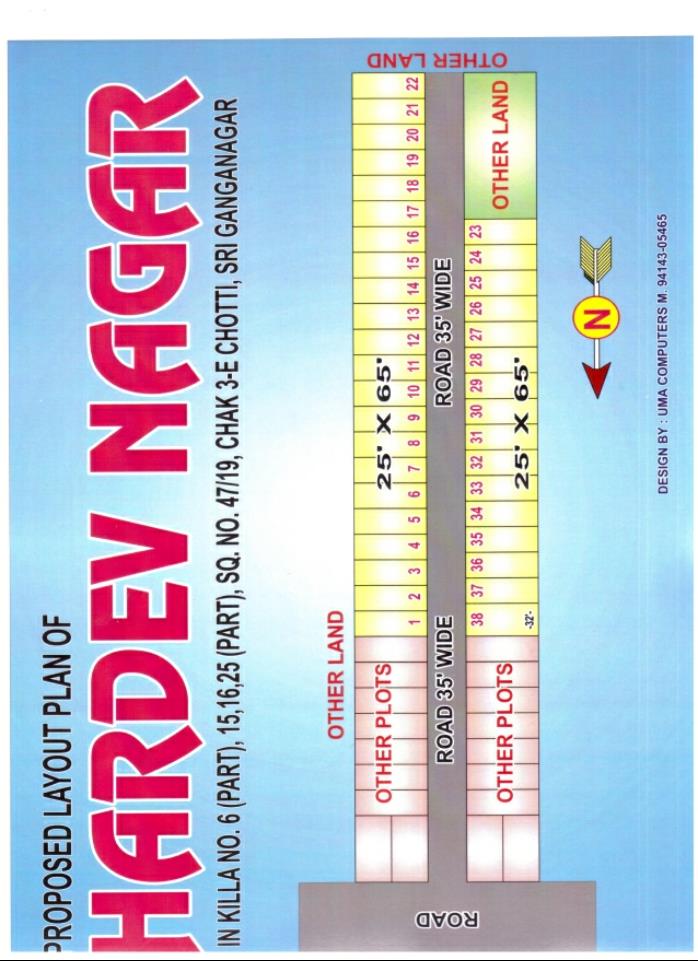 PROPOSED LAYOUT PLAN OF
HARDEV NAGAR
IN KILLA NO. 6 (PART), 15,16,25 (PART), SQ. NO. 47/19, CHAK 3-E CHOTTI, SRI GANGANAGAR
OTHER LAND
OTHER LAND
OTHER PLOTS
25' X 65'
1 2 3 4 5 6 7 8 9 10 11 12 13 14 15 16 17 18 19 20 21 22
ROAD
ROAD 35' WIDE
ROAD 35' WIDE
38 37 36 35 34 33 32 31 30 29 28 27 26 25 24 23
OTHER LAND
OTHER PLOTS
-32'-
25' X 65'
N
DESIGN BY : UMA COMPUTERS M. 94143-05465